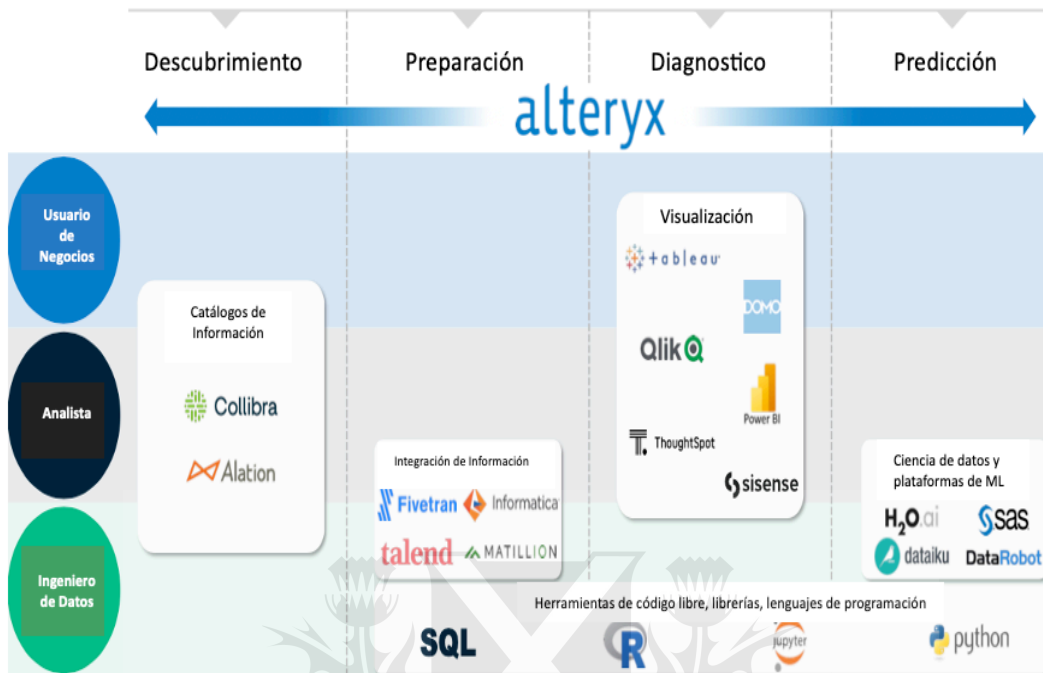 Descubrimiento
Preparación
Diagnostico
Predicción
alteryx
Usuario
de
Negocios
Visualización
+ableau
DOMO
Catálogos de
Información
Qlik
Analista
Collibra
Power BI
Alation
ThoughtSpot
Integración de Información
sisense
Ciencia de datos y
plataformas de ML
Fivetran
Informatica
H2O.ai
sas
talend
MATILLION
dataiku
DataRobot
Ingeniero
de Datos
Herramientas de código libre, librerías, lenguajes de programación
SQL
R
jupyter
python